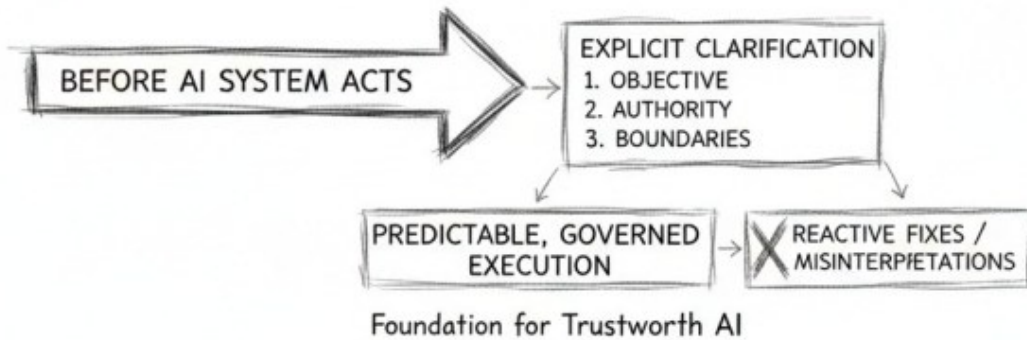 BEFORE AI SYSTEM ACTS
EXPLICIT CLARIFICATION
1. OBJECTIVE
2. AUTHORITY
3. BOUNDARIES
PREDICTABLE, GOVERNED
EXECUTION
REACTIVE FIXES /
MISINTERPRETATIONS
Foundation for Trustworth AI